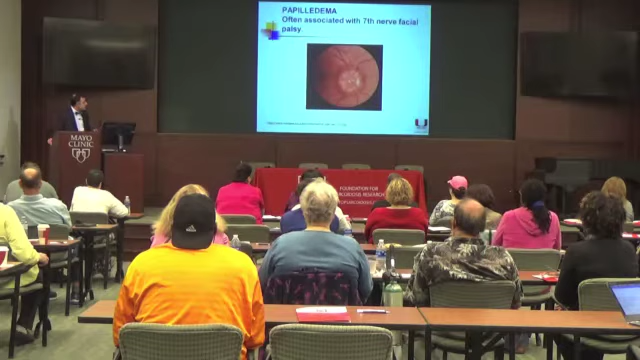 PAPILLEDEMA
Often associated with 7th nerve facial
palsy
MAYO
CLINIC
FOUNDATION FOR
SARCOIDOSIS RESEARCH